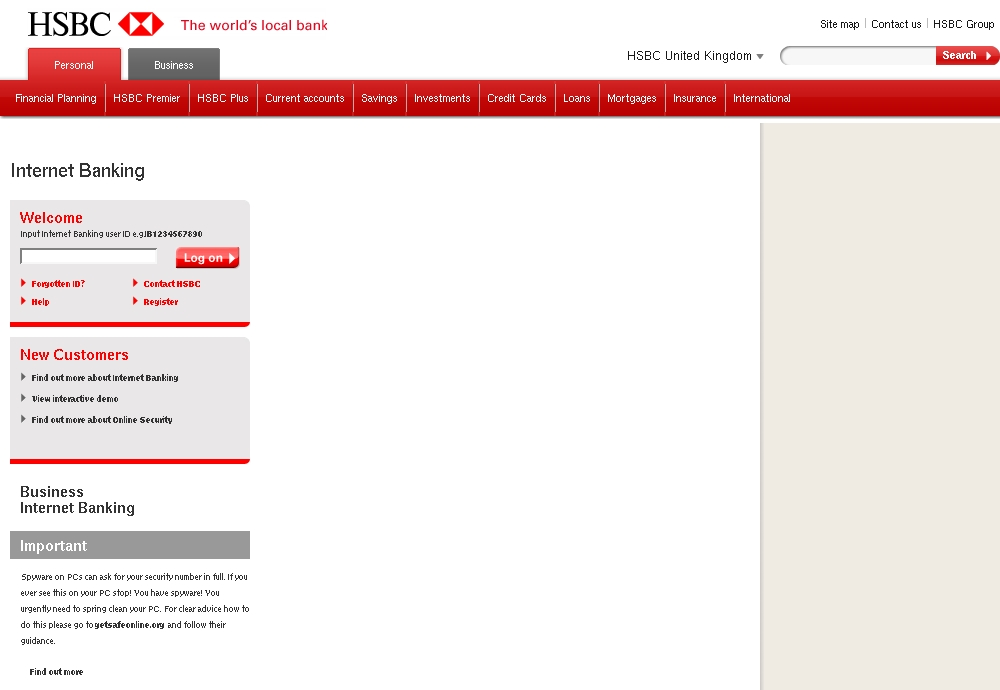 HSBC The world's local bank
Site map Contact us HSBC Group
HSBC United Kingdom Search
Personal Business
Financial Planning HSBC Premier HSBC Plus Current accounts Savings Investments Credit Cards Loans Mortgages Insurance International
Internet Banking
Welcome
Input Internet Banking user ID e.g.IB1234567890
Log on
Forgotten ID? Contact HSBC
Help Register
New Customers
Find out more about Internet Banking
View interactive demo
Find out more about Online Security
Business
Internet Banking
Important
Spyware on PCs can ask for your security number in full. If you
ever see this on your PC stop! You have spyware! You
urgently need to spring clean your PC. For clear advice how to
do this please go to getsafeonline.org and follow their
guidance.
Find out more